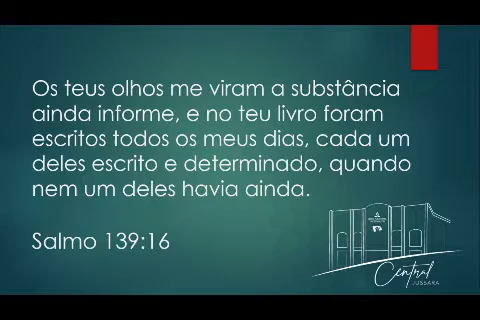 Os teus olhos me viram a substância
ainda informe, e no teu livro foram
escritos todos os meus dias, cada um
deles escrito e determinado, quando
nem um deles havia ainda.
Salmo 139:16
Central
JUSSARA